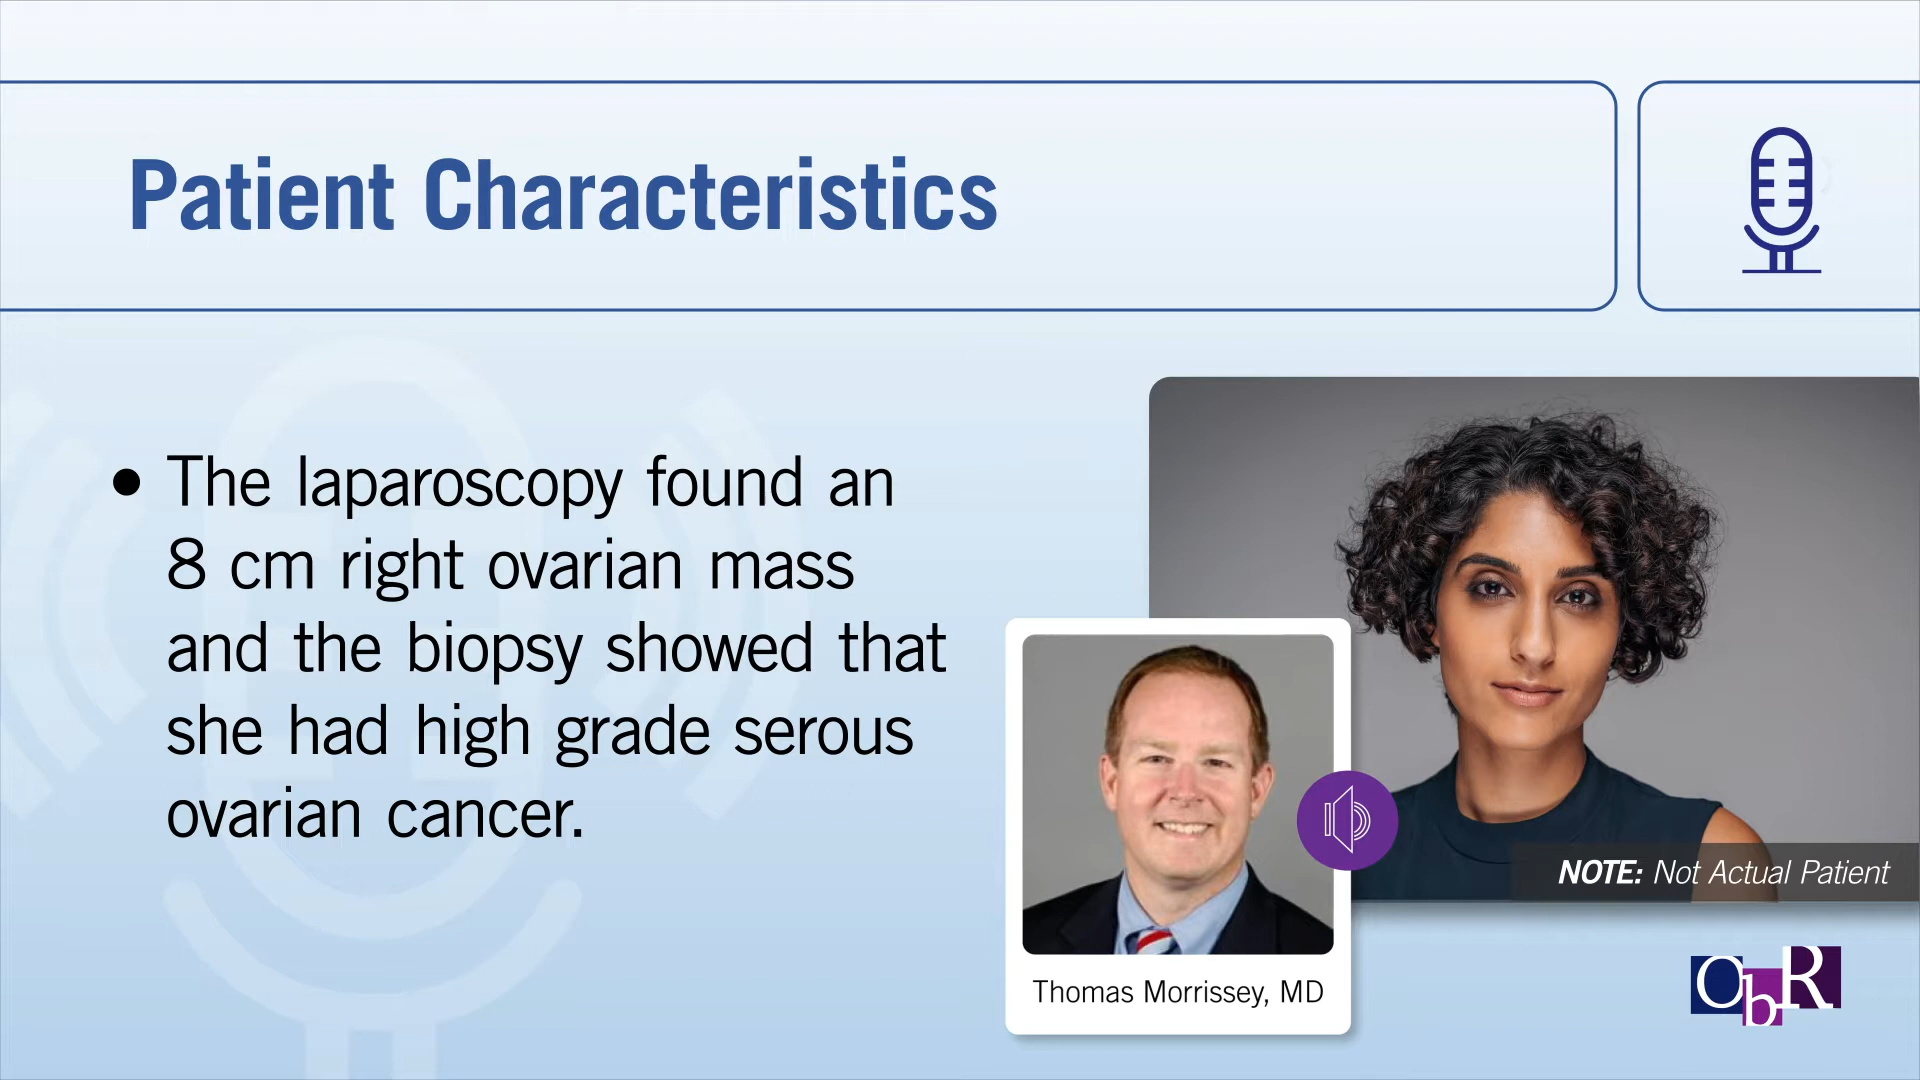 Patient Characteristics
• The laparoscopy found an
8 cm right ovarian mass
and the biopsy showed that
she had high grade serous
ovarian cancer.
NOTE: Not Actual Patient
Thomas Morrissey, MD
ObR